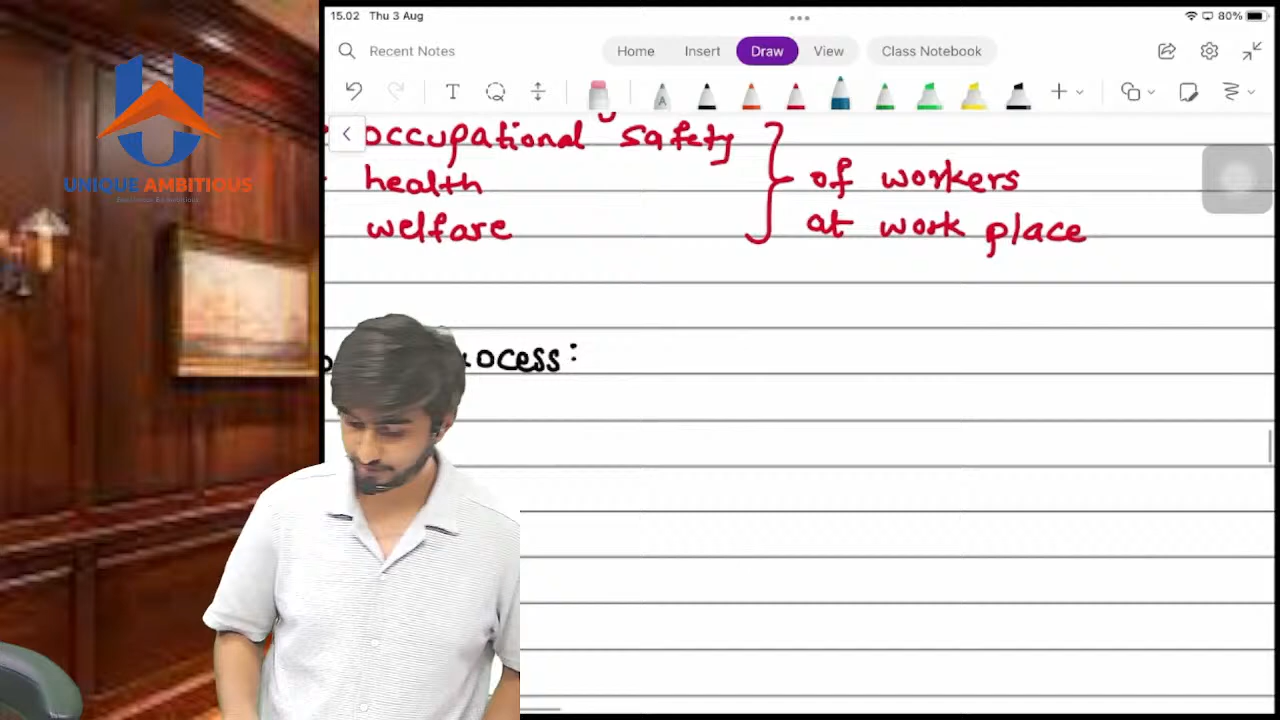 15.02 Thu 3 Aug
80%
Recent Notes
Home Insert Draw View Class Notebook
occupational safety
health
welfare
of workers
at work place
ocess:
UNIQUE AMBITIOUS